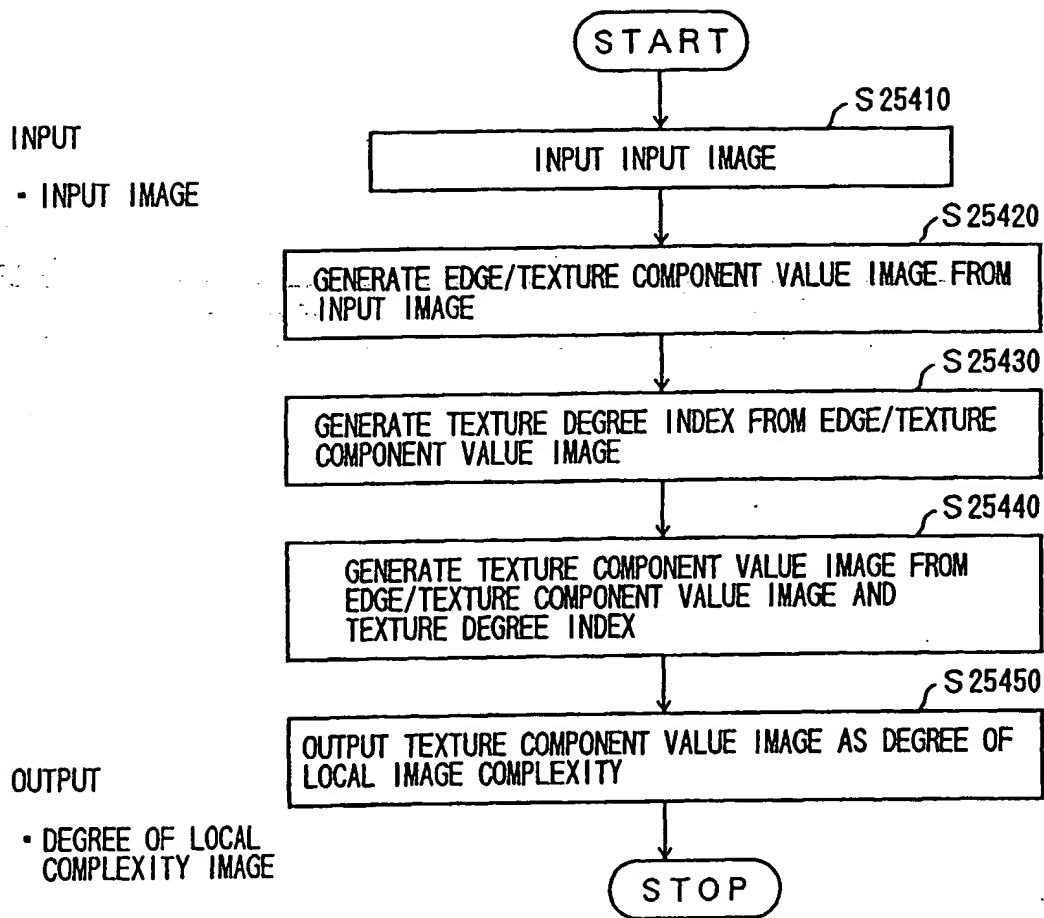 START
S25410
INPUT
INPUT INPUT IMAGE
- INPUT IMAGE
S25420
GENERATE EDGE/TEXTURE COMPONENT VALUE IMAGE FROM
INPUT IMAGE
S25430
GENERATE TEXTURE DEGREE INDEX FROM EDGE/TEXTURE
COMPONENT VALUE IMAGE
S25440
GENERATE TEXTURE COMPONENT VALUE IMAGE FROM
EDGE/TEXTURE COMPONENT VALUE IMAGE AND
TEXTURE DEGREE INDEX
S25450
OUTPUT TEXTURE COMPONENT VALUE IMAGE AS DEGREE OF
LOCAL IMAGE COMPLEXITY
OUTPUT
· DEGREE OF LOCAL
COMPLEXITY IMAGE
STOP